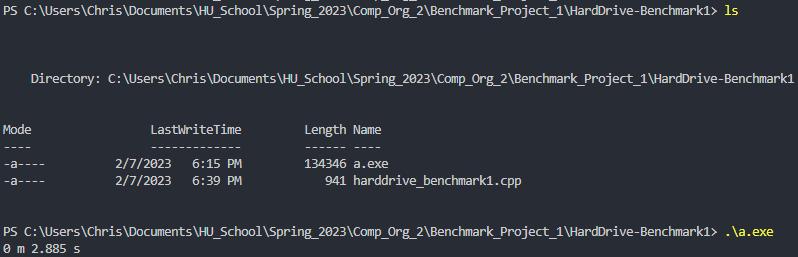 PS C:\Users\Chris\Documents\HU_School\Spring_2023\Comp_Org_2\Benchmark_Project_1\HardDrive-Benchmark1> ls
Directory: C:\Users\Chris\Documents\HU_School\Spring_2023\Comp_Org_2\Benchmark_Project_1\HardDrive-Benchmark1
Mode                 LastWriteTime         Length Name
----                 -------------         ------ ----
-a----          2/7/2023   6:15 PM         134346 a.exe
-a----          2/7/2023   6:39 PM            941 harddrive_benchmark1.cpp
PS C:\Users\Chris\Documents\HU_School\Spring_2023\Comp_Org_2\Benchmark_Project_1\HardDrive-Benchmark1> .\a.exe
0 m 2.885 s